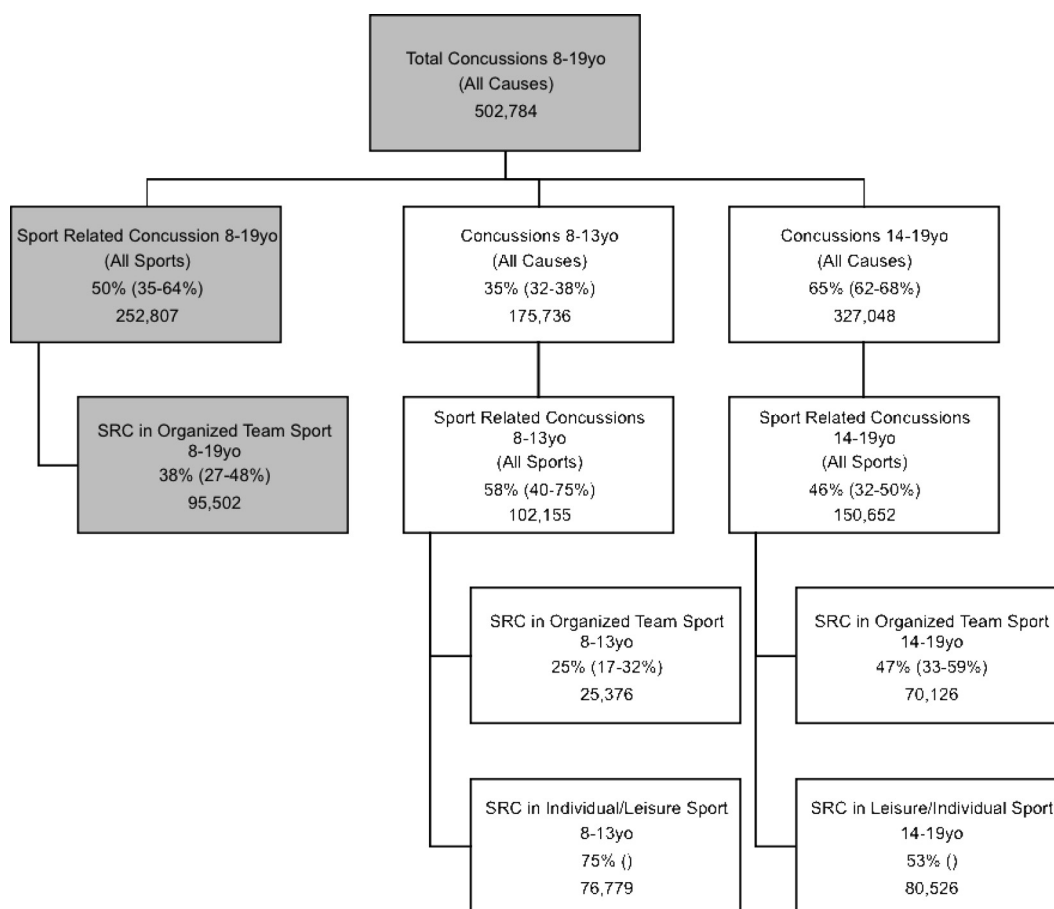 Total Concussions 8-19yo
(All Causes)
502,784
Sport Related Concussion 8-19yo
(All Sports)
50% (35-64%)
252,807
Concussions 8-13yo
(All Causes)
35% (32-38%)
175,736
Concussions 14-19yo
(All Causes)
65% (62-68%)
327,048
SRC in Organized Team Sport
8-19yo
38% (27-48%)
95,502
Sport Related Concussions
8-13yo
(All Sports)
58% (40-75%)
102,155
Sport Related Concussions
14-19yo
(All Sports)
46% (32-50%)
150,652
SRC in Organized Team Sport
8-13yo
25% (17-32%)
25,376
SRC in Organized Team Sport
14-19yo
47% (33-59%)
70,126
SRC in Individual/Leisure Sport
8-13yo
75% ()
76,779
SRC in Leisure/Individual Sport
14-19yo
53% ()
80,526